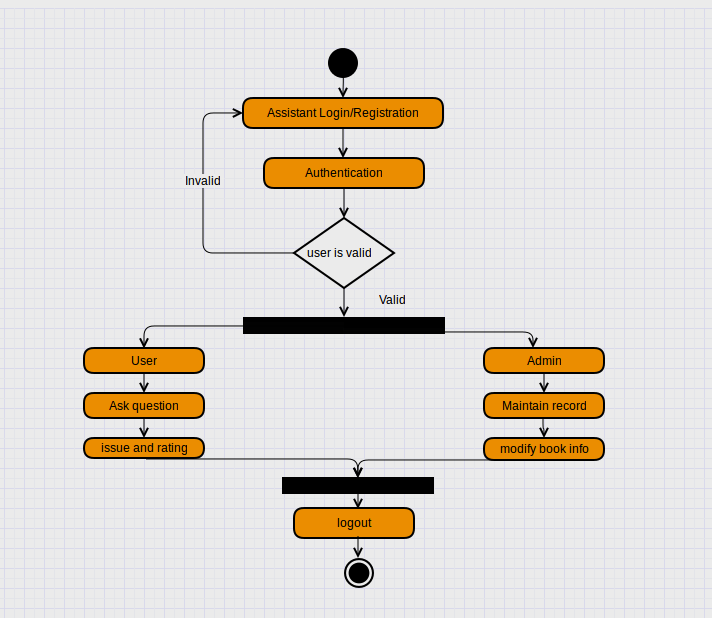 Assistant Login/Registration
Authentication
Invalid
user is valid
Valid
User
Admin
Ask question
Maintain record
issue and rating
modify book info
logout